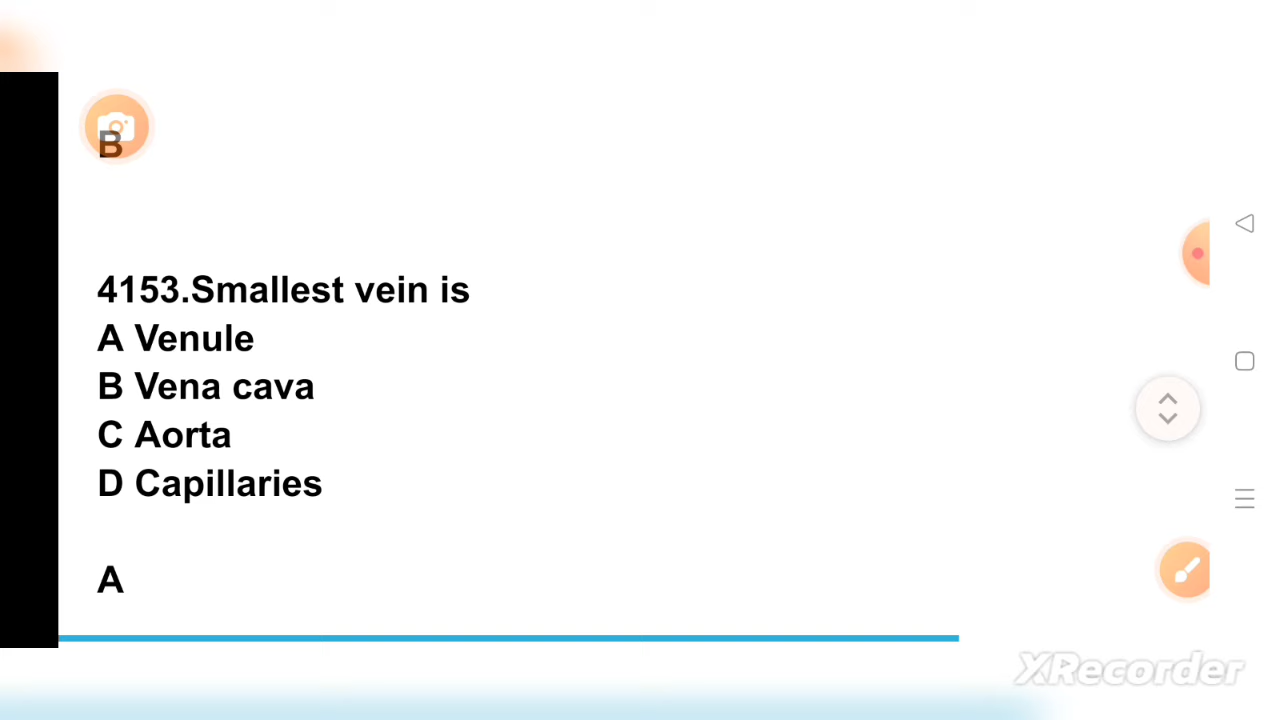 B
4153.Smallest vein is
A Venule
B Vena cava
C Aorta
D Capillaries
A
XRecorder